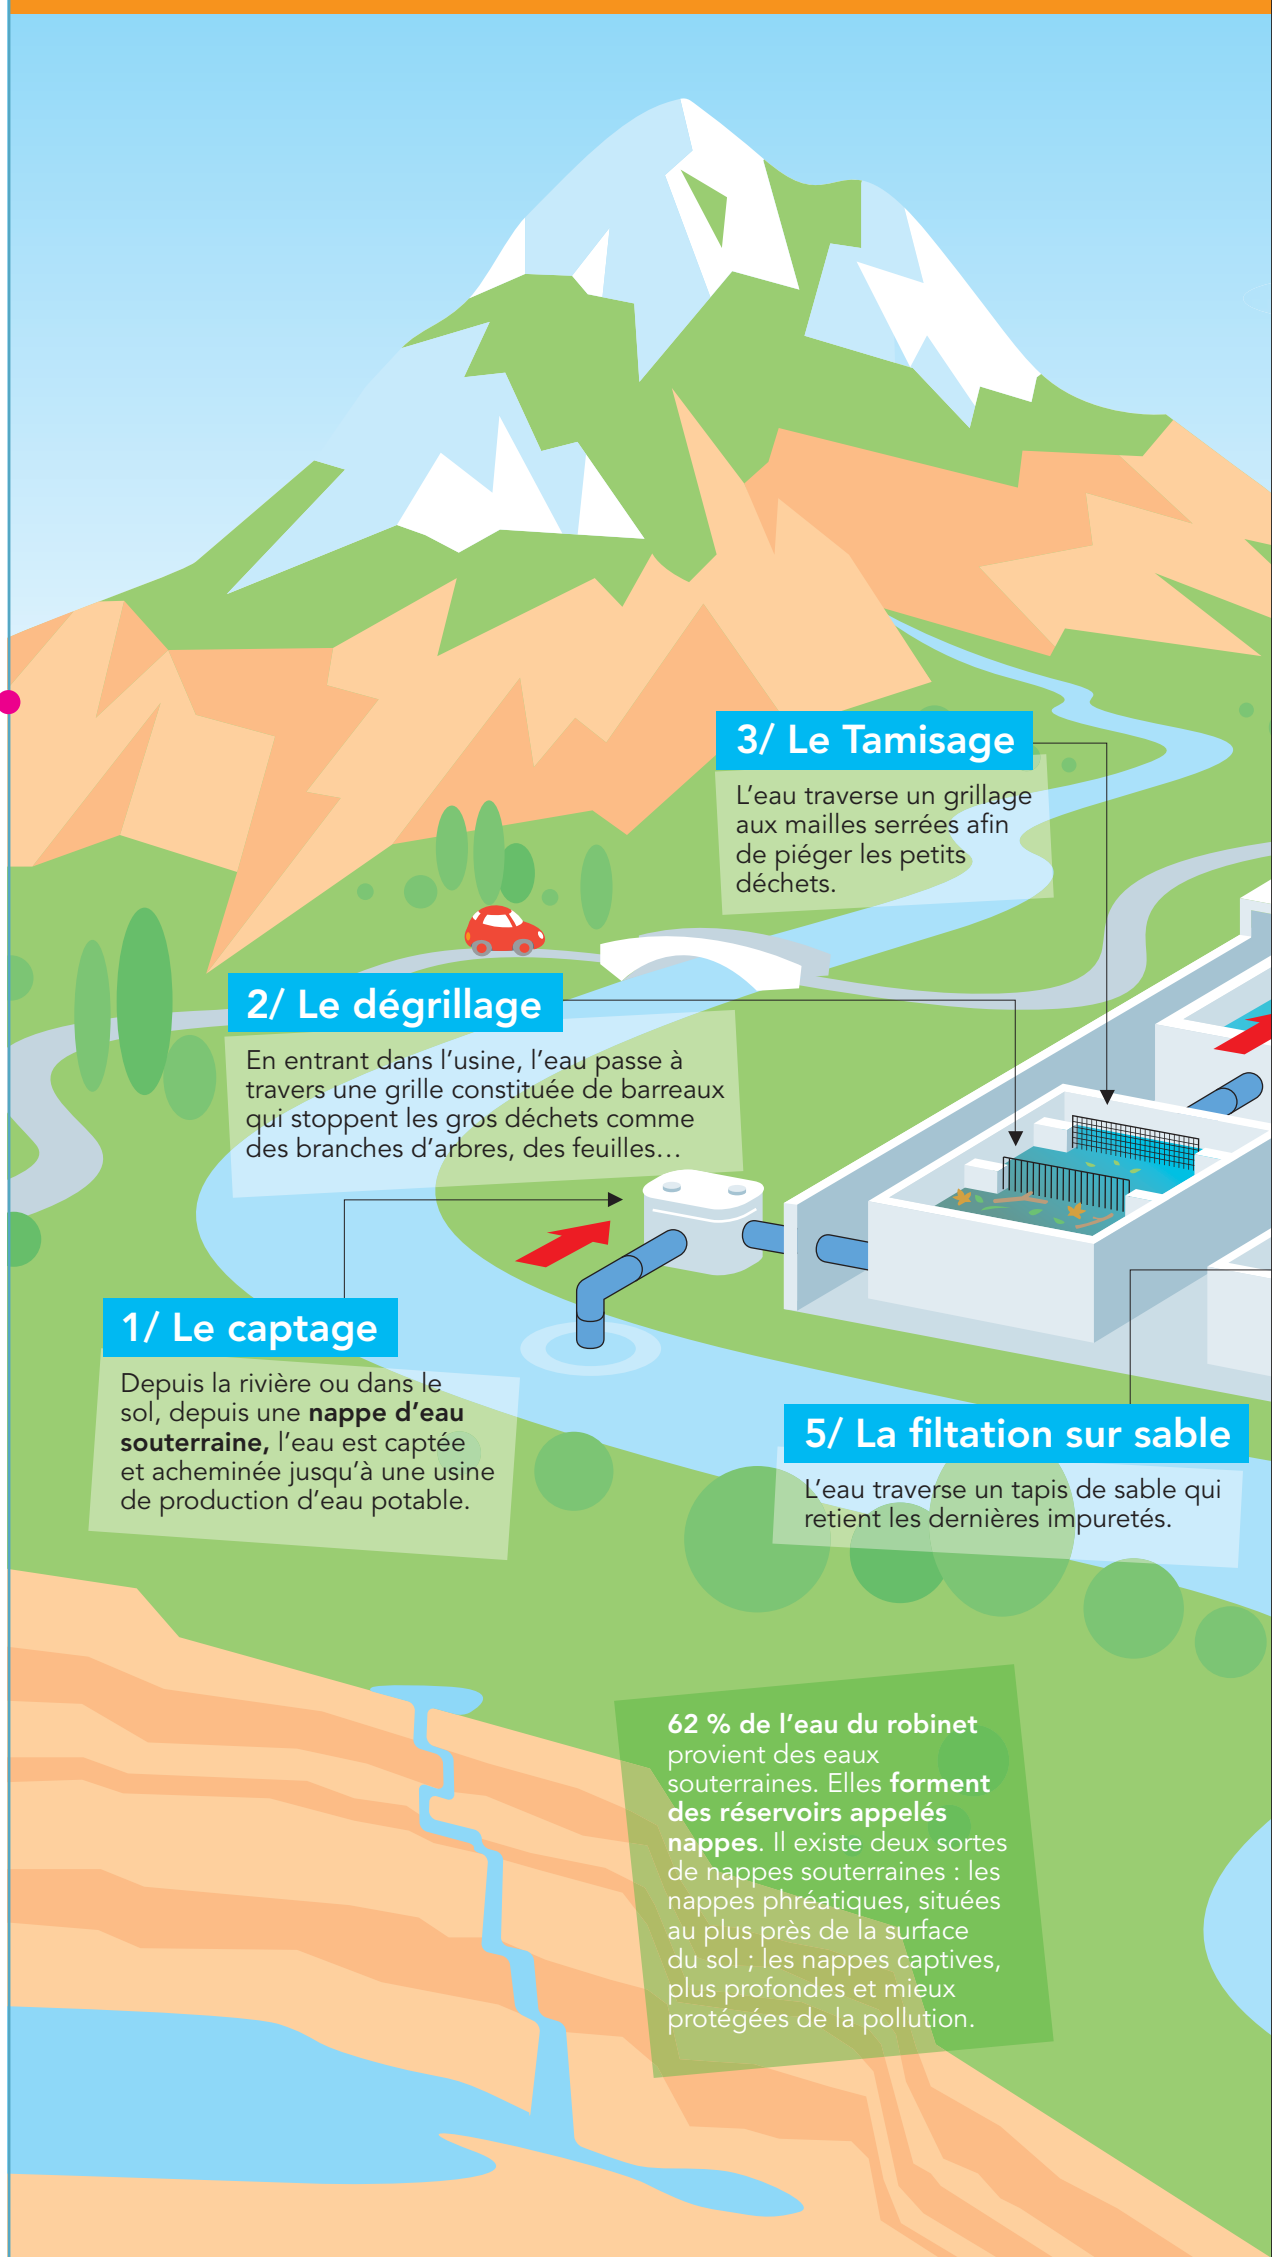 3/ Le Tamisage
L’eau traverse un grillage
aux mailles serrées afin
de piéger les petits
déchets.
2/ Le dégrillage
En entrant dans l’usine, l’eau passe à
travers une grille constituée de barreaux
qui stoppent les gros déchets comme
des branches d’arbres, des feuilles…
1/ Le captage
Depuis la rivière ou dans le
sol, depuis une nappe d’eau
souterraine, l’eau est captée
et acheminée jusqu’à une usine
de production d’eau potable.
5/ La filtation sur sable
L’eau traverse un tapis de sable qui
retient les dernières impuretés.
62 % de l’eau du robinet
provient des eaux
souterraines. Elles forment
des réservoirs appelés
nappes. Il existe deux sortes
de nappes souterraines : les
nappes phréatiques, situées
au plus près de la surface
du sol ; les nappes captives,
plus profondes et mieux
protégées de la pollution.